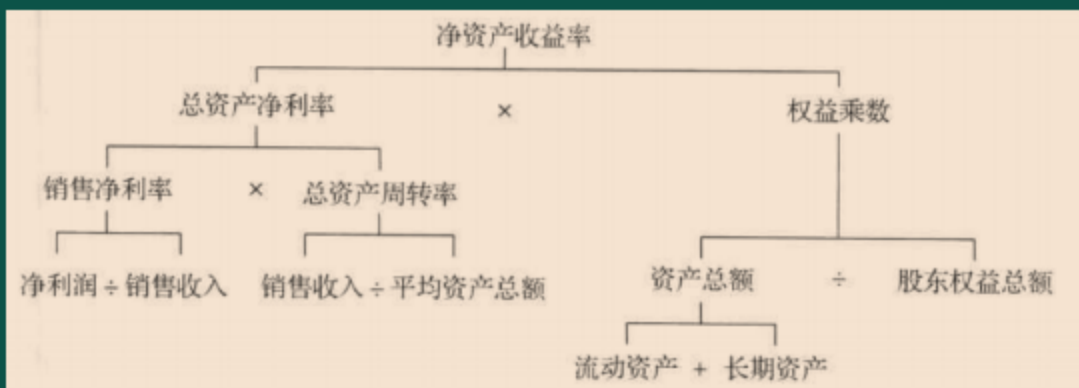 净资产收益率
总资产净利率 × 权益乘数
销售净利率 × 总资产周转率
净利润÷销售收入 销售收入÷平均资产总额 资产总额 ÷ 股东权益总额
流动资产 + 长期资产